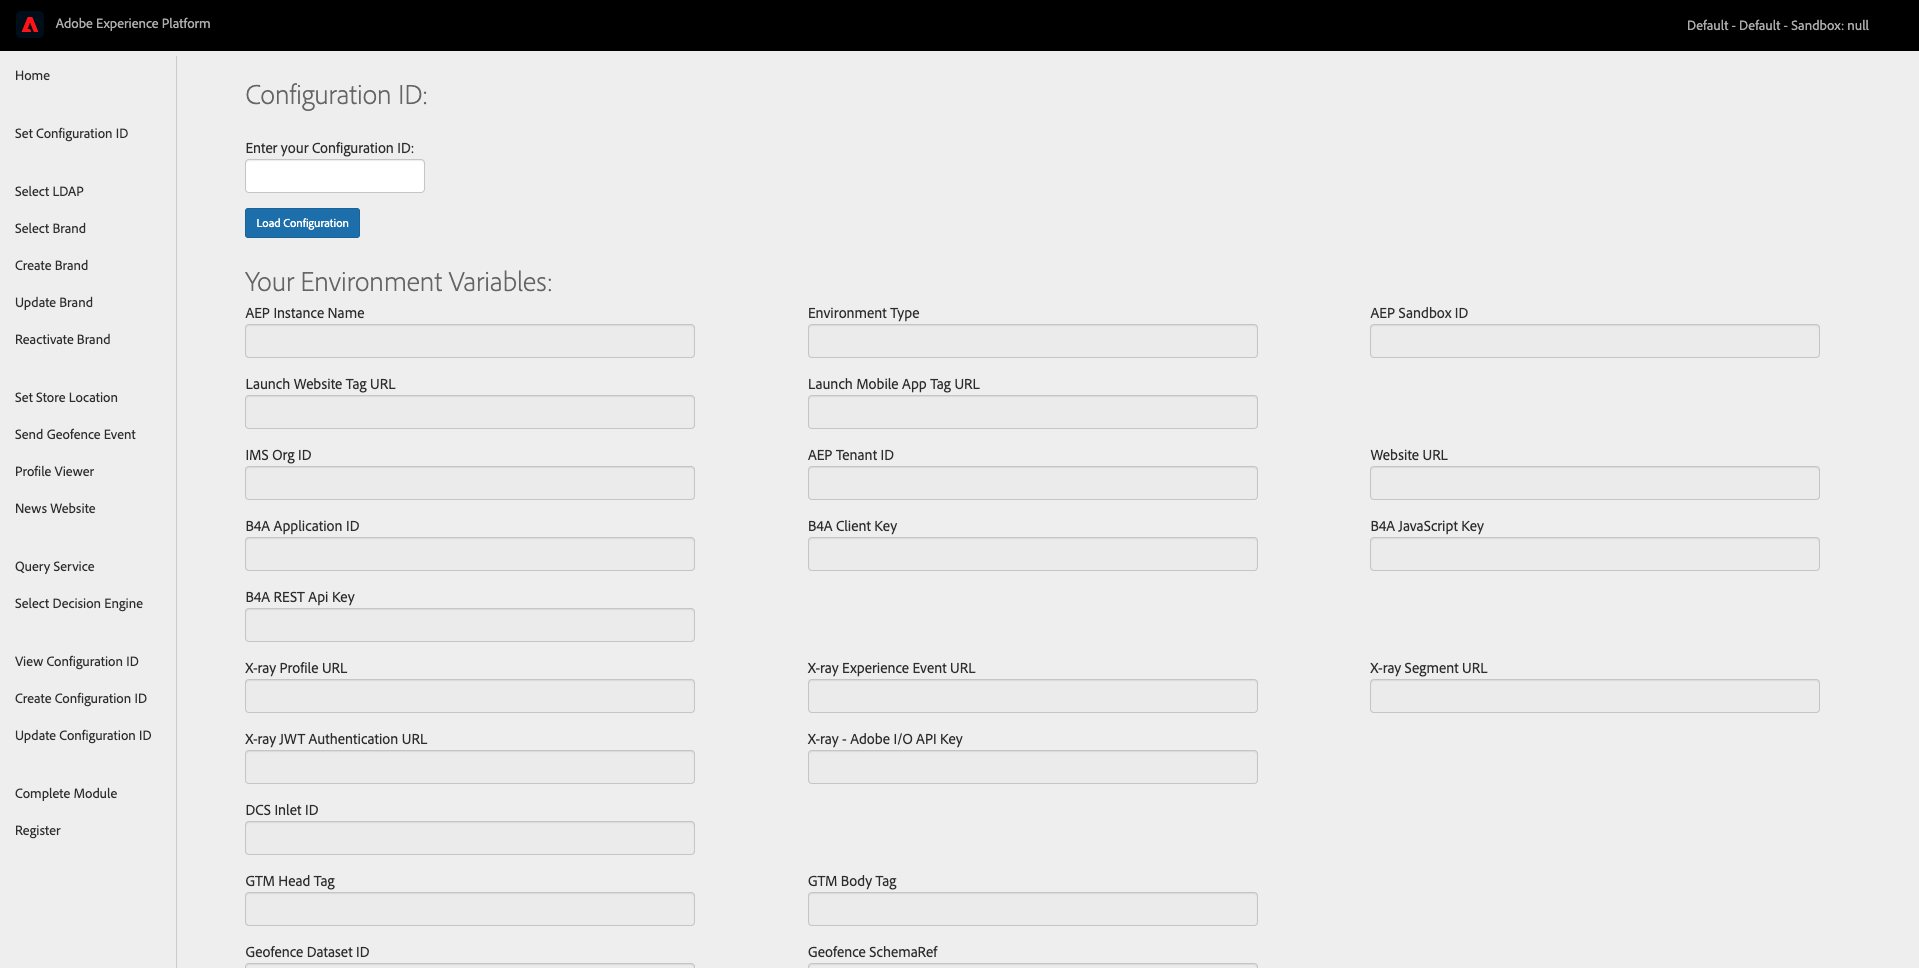 Adobe Experience Platform
Default - Default - Sandbox: null
Home
Set Configuration ID
Select LDAP
Select Brand
Create Brand
Update Brand
Reactivate Brand
Set Store Location
Send Geofence Event
Profile Viewer
News Website
Query Service
Select Decision Engine
View Configuration ID
Create Configuration ID
Update Configuration ID
Complete Module
Register
Configuration ID:
Enter your Configuration ID:
Load Configuration
Your Environment Variables:
AEP Instance Name
Environment Type
AEP Sandbox ID
Launch Website Tag URL
Launch Mobile App Tag URL
IMS Org ID
AEP Tenant ID
Website URL
B4A Application ID
B4A Client Key
B4A JavaScript Key
B4A REST Api Key
X-ray Profile URL
X-ray Experience Event URL
X-ray Segment URL
X-ray JWT Authentication URL
X-ray - Adobe I/O API Key
DCS Inlet ID
GTM Head Tag
GTM Body Tag
Geofence Dataset ID
Geofence SchemaRef